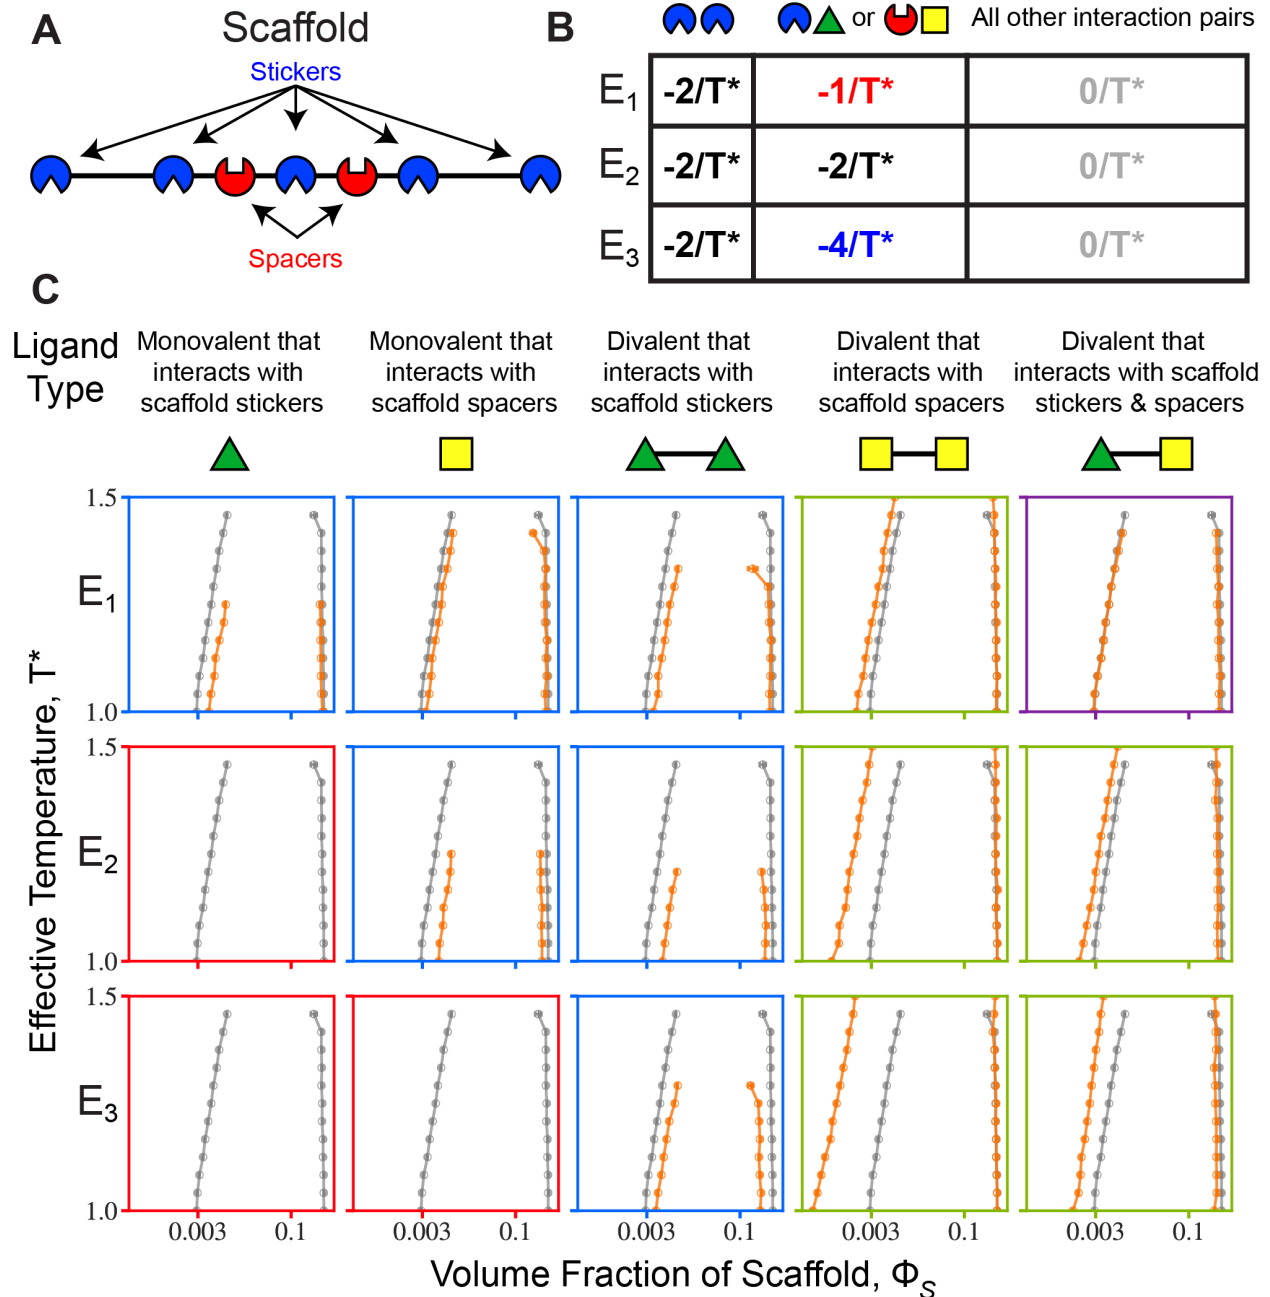 A
Scaffold
Stickers
Spacers
B
or
All other interaction pairs
E1 -2/T* -1/T* 0/T*
E2 -2/T* -2/T* 0/T*
E3 -2/T* -4/T* 0/T*
C
Ligand
Type
Monovalent that
interacts with
scaffold stickers
Monovalent that
interacts with
scaffold spacers
Divalent that
interacts with
scaffold stickers
Divalent that
interacts with
scaffold spacers
Divalent that
interacts with scaffold
stickers & spacers
Effective Temperature, T*
1.5
E1
1.0
1.5
E2
1.0
1.5
E3
1.0
0.003 0.1 0.003 0.1 0.003 0.1 0.003 0.1 0.003 0.1
Volume Fraction of Scaffold, ΦS